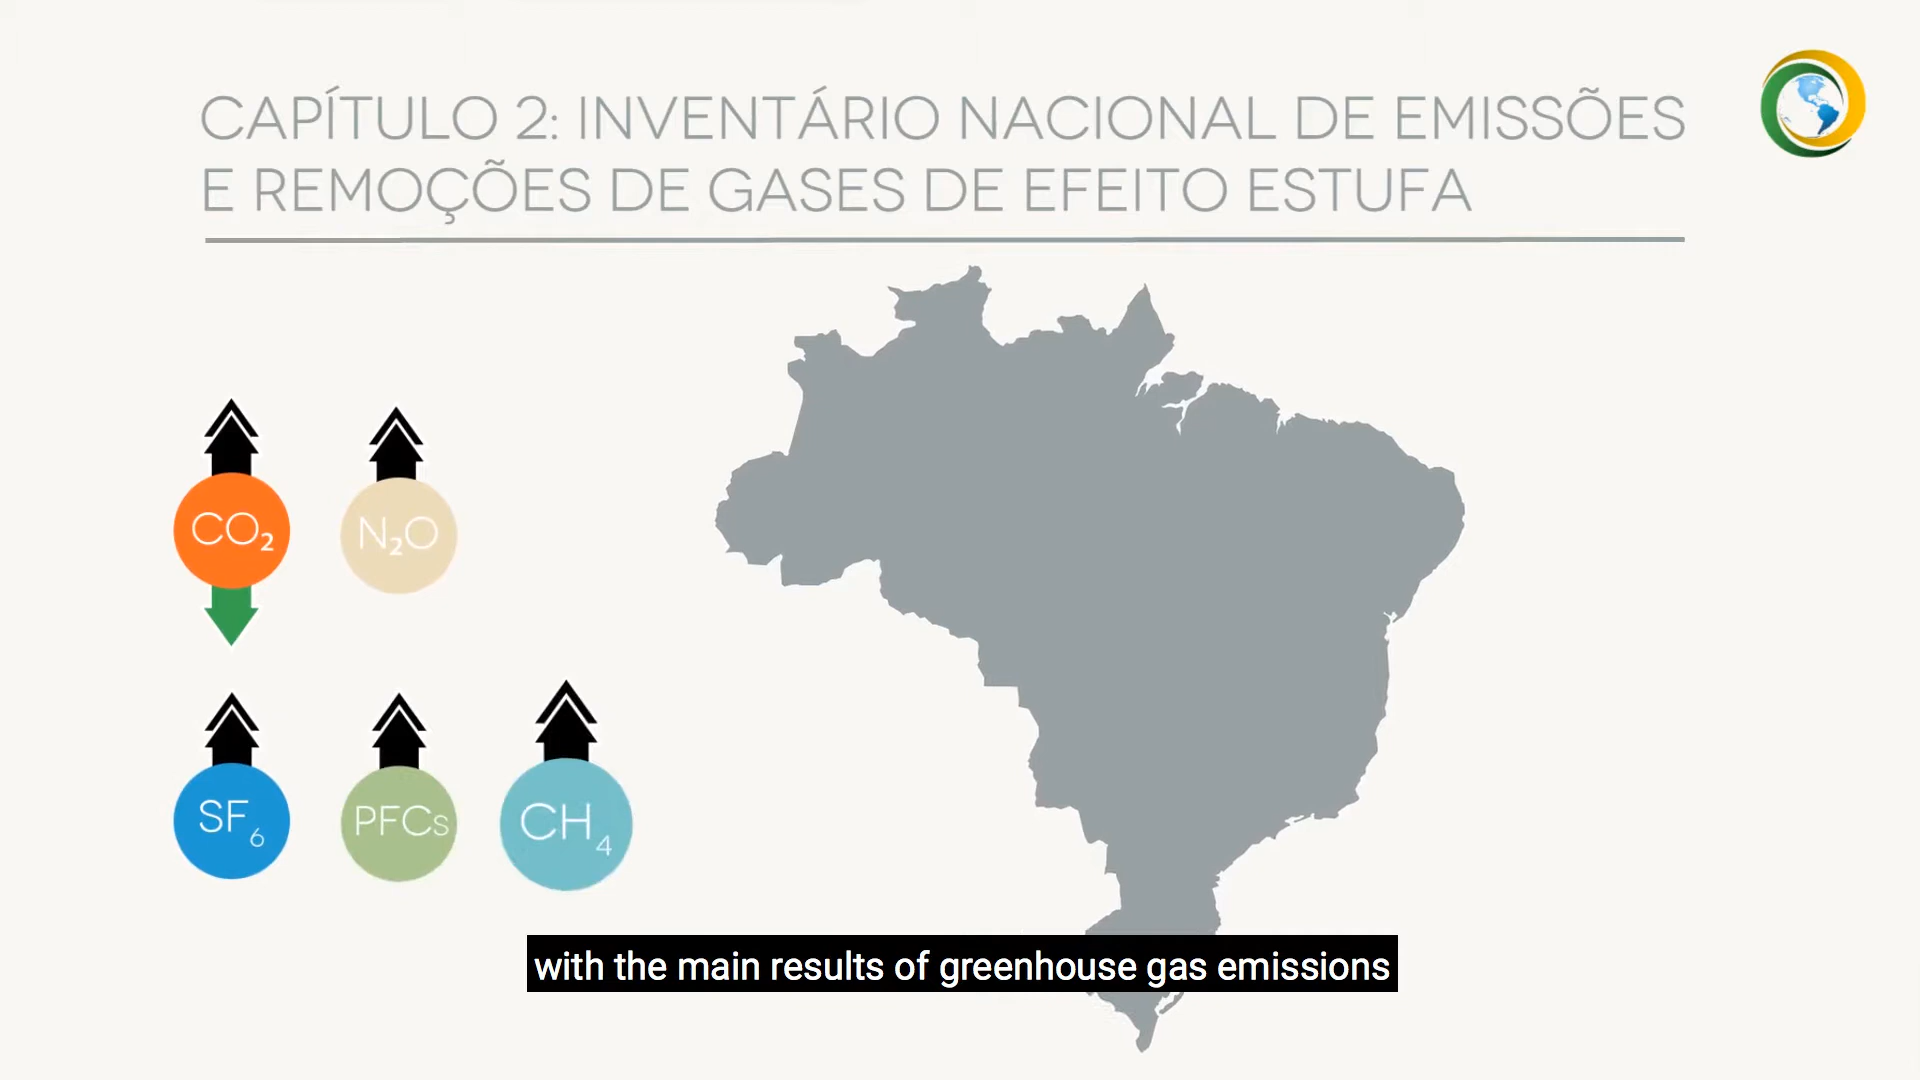 CAPÍTULO 2: INVENTÁRIO NACIONAL DE EMISSÕES
E REMOÇÕES DE GASES DE EFEITO ESTUFA
CO₂
N₂O
SF₆
PFCs
CH₄
with the main results of greenhouse gas emissions